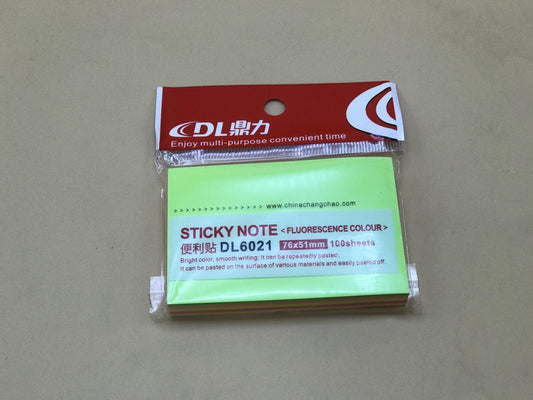 CDL鼎力
Enjoy multi-purpose convenient time
> > > > > > > > > > > > > > > www.chinachangchao.com
STICKY NOTE < FLUORESCENCE COLOUR >
便利贴 DL6021 76x51mm 100sheets
Bright color, smooth writing; it can be repeatedly pasted;
it can be pasted on the surface of various materials and easily peeled off.